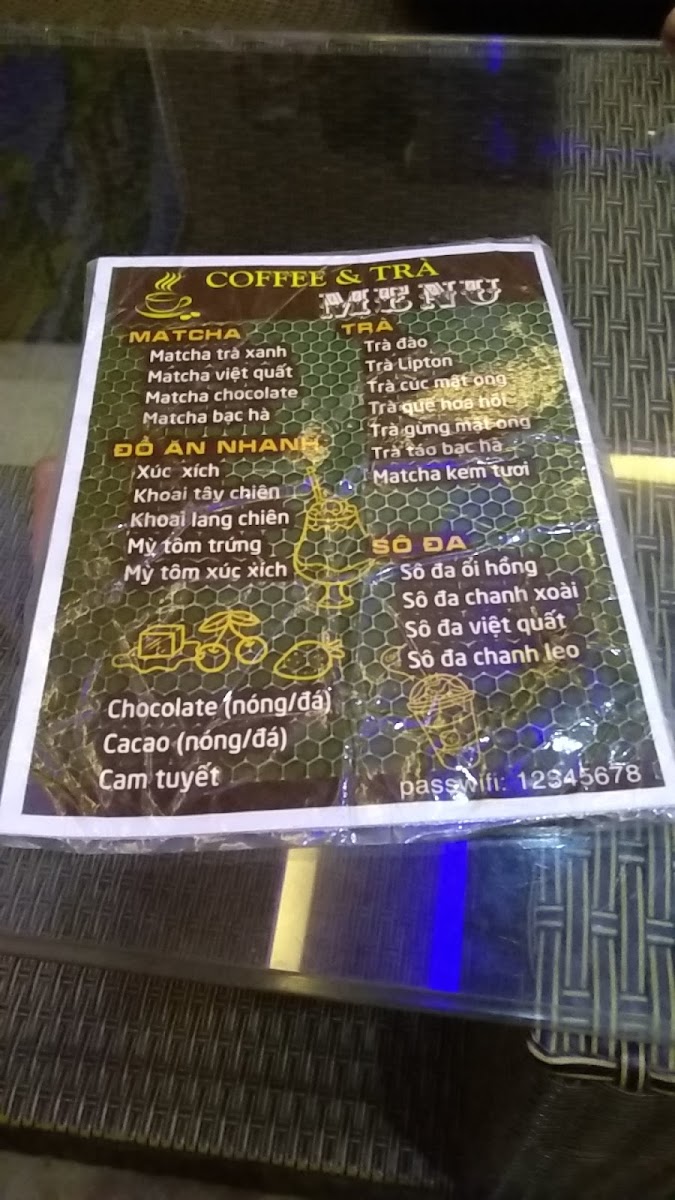 COFFEE & TRÀ
MENU
MATCHA
Matcha trà xanh
Matcha việt quất
Matcha chocolate
Matcha bạc hà
ĐỒ ĂN NHANH
Xúc xích
Khoai tây chiên
Khoai lang chiên
Mỳ tôm trứng
Mỳ tôm xúc xích
Chocolate (nóng/đá)
Cacao (nóng/đá)
Cam tuyết
TRÀ
Trà đào
Trà Lipton
Trà cúc mật ong
Trà quế hoa hồi
Trà gừng mật ong
Trà táo bạc hà
Matcha kem tươi
SÔ ĐA
Sô đa ổi hồng
Sô đa chanh xoài
Sô đa việt quất
Sô đa chanh leo
passwifi: 12345678